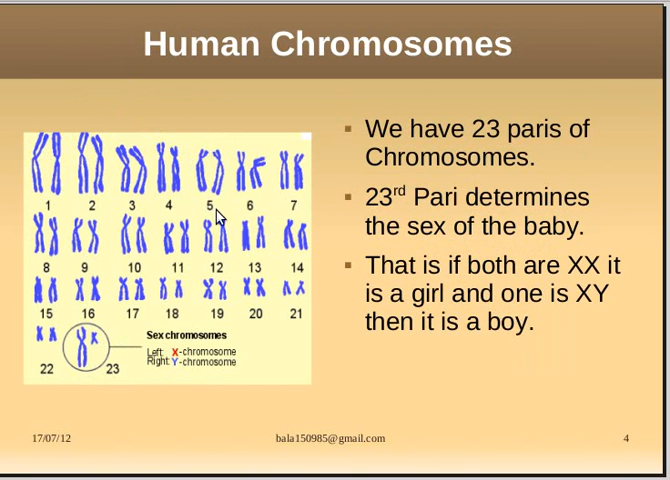 Human Chromosomes
We have 23 paris of
Chromosomes.
23rd Pari determines
the sex of the baby.
That is if both are XX it
is a girl and one is XY
then it is a boy.
1 2 3 4 5 6 7
8 9 10 11 12 13 14
15 16 17 18 19 20 21
22 23
Sex chromosomes
Left: X-chromosome
Right: Y-chromosome
17/07/12 bala150985@gmail.com 4